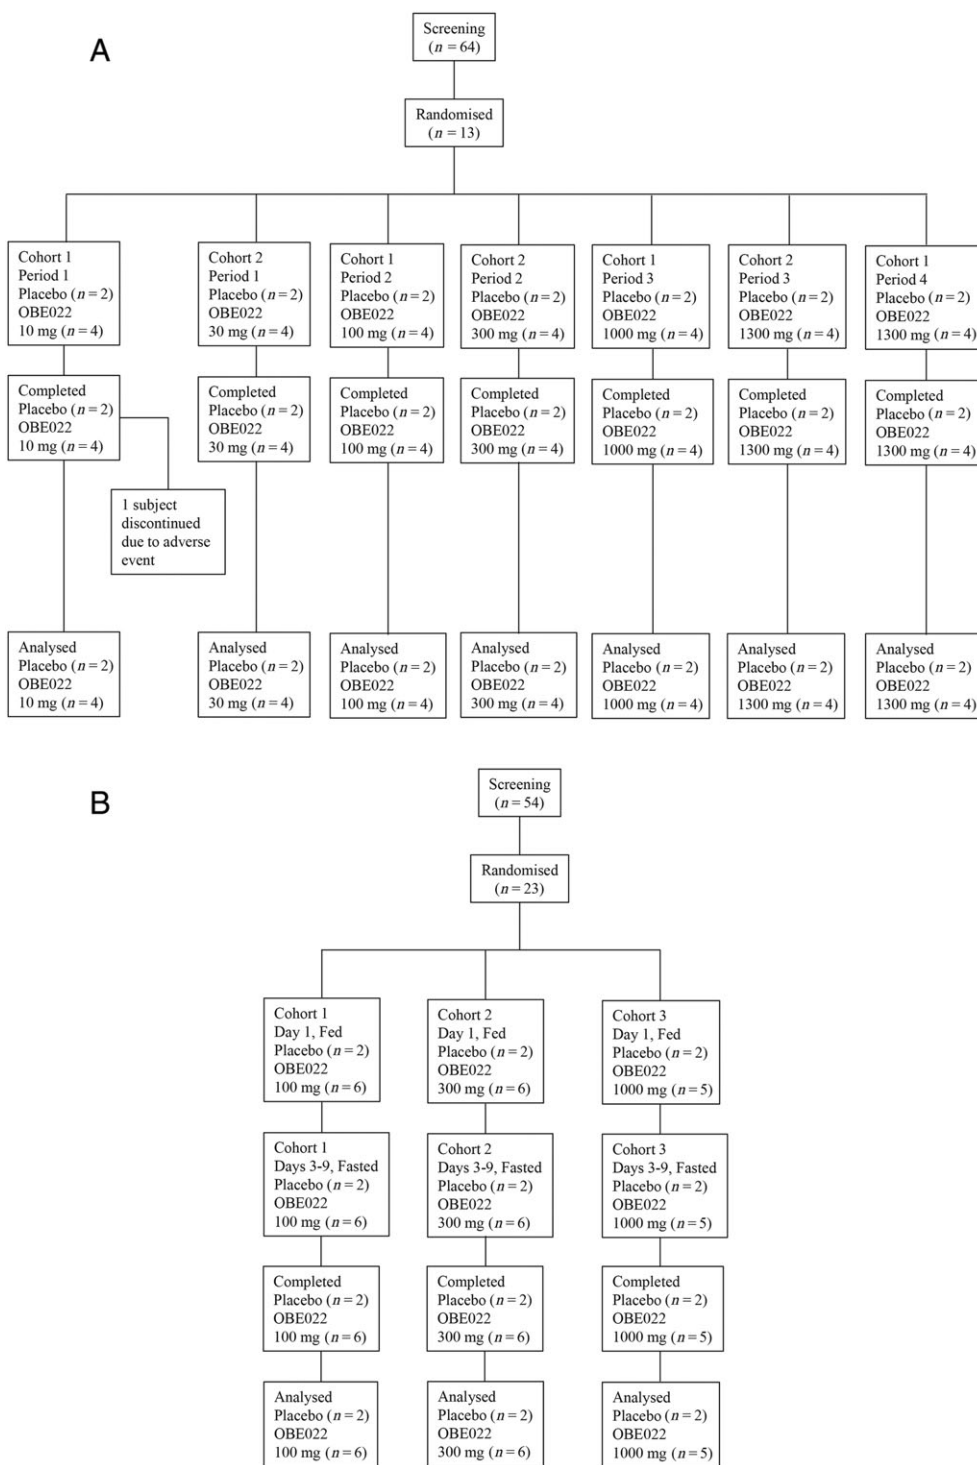 A
Screening
(n = 64)
Randomised
(n = 13)
Cohort 1
Period 1
Placebo (n = 2)
OBE022
10 mg (n = 4)
Cohort 2
Period 1
Placebo (n = 2)
OBE022
30 mg (n = 4)
Cohort 1
Period 2
Placebo (n = 2)
OBE022
100 mg (n = 4)
Cohort 2
Period 2
Placebo (n = 2)
OBE022
300 mg (n = 4)
Cohort 1
Period 3
Placebo (n = 2)
OBE022
1000 mg (n = 4)
Cohort 2
Period 3
Placebo (n = 2)
OBE022
1300 mg (n = 4)
Cohort 1
Period 4
Placebo (n = 2)
OBE022
1300 mg (n = 4)
Completed
Placebo (n = 2)
OBE022
10 mg (n = 4)
Completed
Placebo (n = 2)
OBE022
30 mg (n = 4)
Completed
Placebo (n = 2)
OBE022
100 mg (n = 4)
Completed
Placebo (n = 2)
OBE022
300 mg (n = 4)
Completed
Placebo (n = 2)
OBE022
1000 mg (n = 4)
Completed
Placebo (n = 2)
OBE022
1300 mg (n = 4)
Completed
Placebo (n = 2)
OBE022
1300 mg (n = 4)
1 subject
discontinued
due to adverse
event
Analysed
Placebo (n = 2)
OBE022
10 mg (n = 4)
Analysed
Placebo (n = 2)
OBE022
30 mg (n = 4)
Analysed
Placebo (n = 2)
OBE022
100 mg (n = 4)
Analysed
Placebo (n = 2)
OBE022
300 mg (n = 4)
Analysed
Placebo (n = 2)
OBE022
1000 mg (n = 4)
Analysed
Placebo (n = 2)
OBE022
1300 mg (n = 4)
Analysed
Placebo (n = 2)
OBE022
1300 mg (n = 4)
B
Screening
(n = 54)
Randomised
(n = 23)
Cohort 1
Day 1, Fed
Placebo (n = 2)
OBE022
100 mg (n = 6)
Cohort 2
Day 1, Fed
Placebo (n = 2)
OBE022
300 mg (n = 6)
Cohort 3
Day 1, Fed
Placebo (n = 2)
OBE022
1000 mg (n = 5)
Cohort 1
Days 3-9, Fasted
Placebo (n = 2)
OBE022
100 mg (n = 6)
Cohort 2
Days 3-9, Fasted
Placebo (n = 2)
OBE022
300 mg (n = 6)
Cohort 3
Days 3-9, Fasted
Placebo (n = 2)
OBE022
1000 mg (n = 5)
Completed
Placebo (n = 2)
OBE022
100 mg (n = 6)
Completed
Placebo (n = 2)
OBE022
300 mg (n = 6)
Completed
Placebo (n = 2)
OBE022
1000 mg (n = 5)
Analysed
Placebo (n = 2)
OBE022
100 mg (n = 6)
Analysed
Placebo (n = 2)
OBE022
300 mg (n = 6)
Analysed
Placebo (n = 2)
OBE022
1000 mg (n = 5)